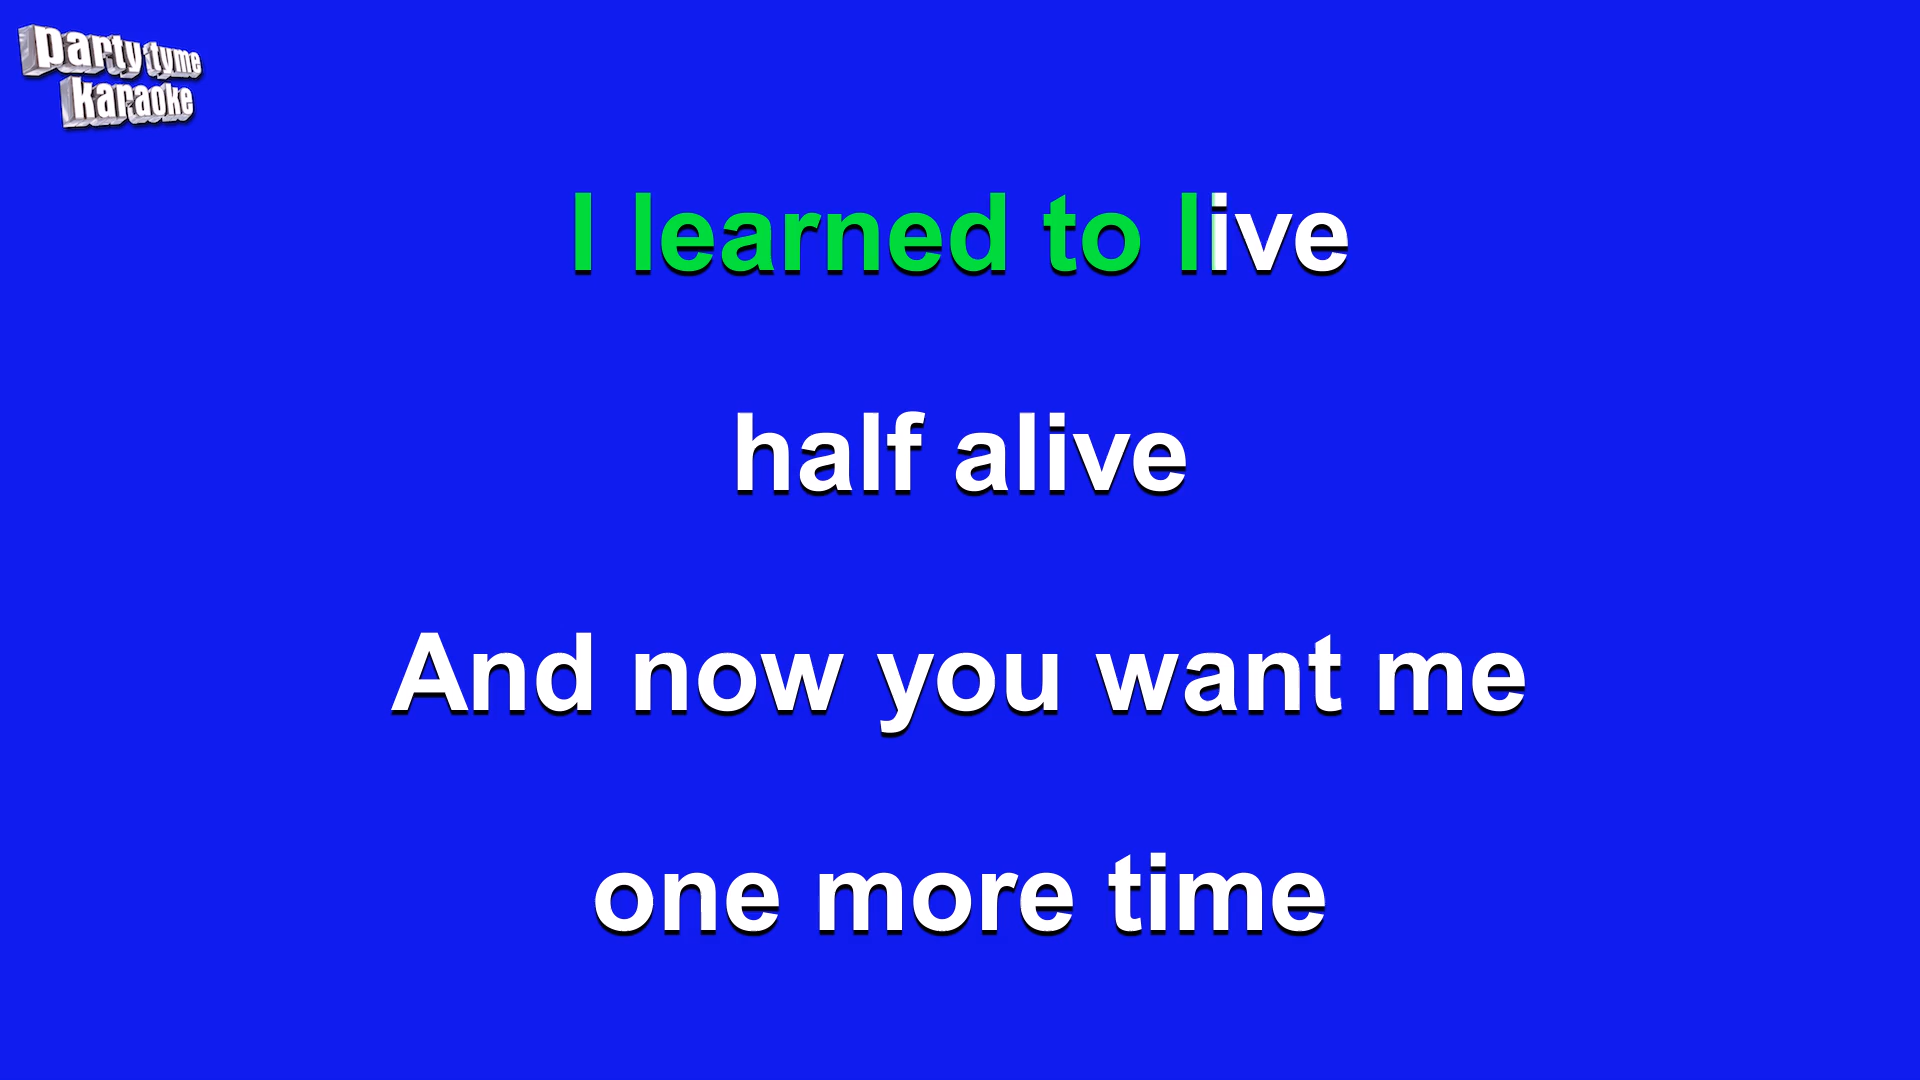 party tyme
karaoke
I learned to live
half alive
And now you want me
one more time